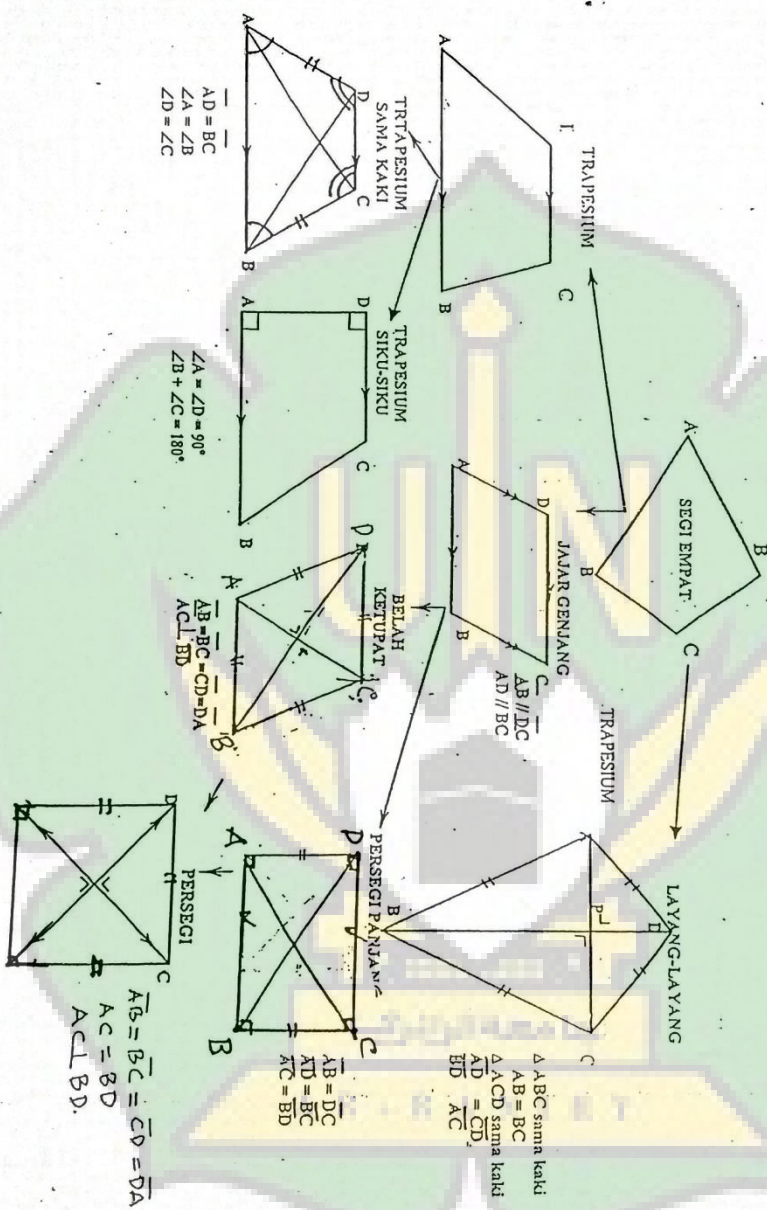 B
A
SEGI EMPAT
C
B
TRAPESIUM
C
A
B
JAJAR GENJANG
D
C
A
B
AB // DC
AD // BC
TRAPESIUM
LAYANG-LAYANG
A
P
C
B
Δ ABC sama kaki
AB = BC
Δ ACD sama kaki
AD = CD
BD AC
TRTAPESIUM
SAMA KAKI
D
C
A
B
AD = BC
∠A = ∠B
∠D = ∠C
TRAPESIUM
SIKU-SIKU
D
C
A
B
∠A = ∠D = 90°
∠B + ∠C = 180°
BELAH
KETUPAT
D
C
A
B
AB = BC = CD = DA
AC ⊥ BD
PERSEGI PANJANG
D
C
A
B
AB = DC
AD = BC
AC = BD
PERSEGI
D
C
AB = BC = CD = DA
AC = BD
AC ⊥ BD.
UIN